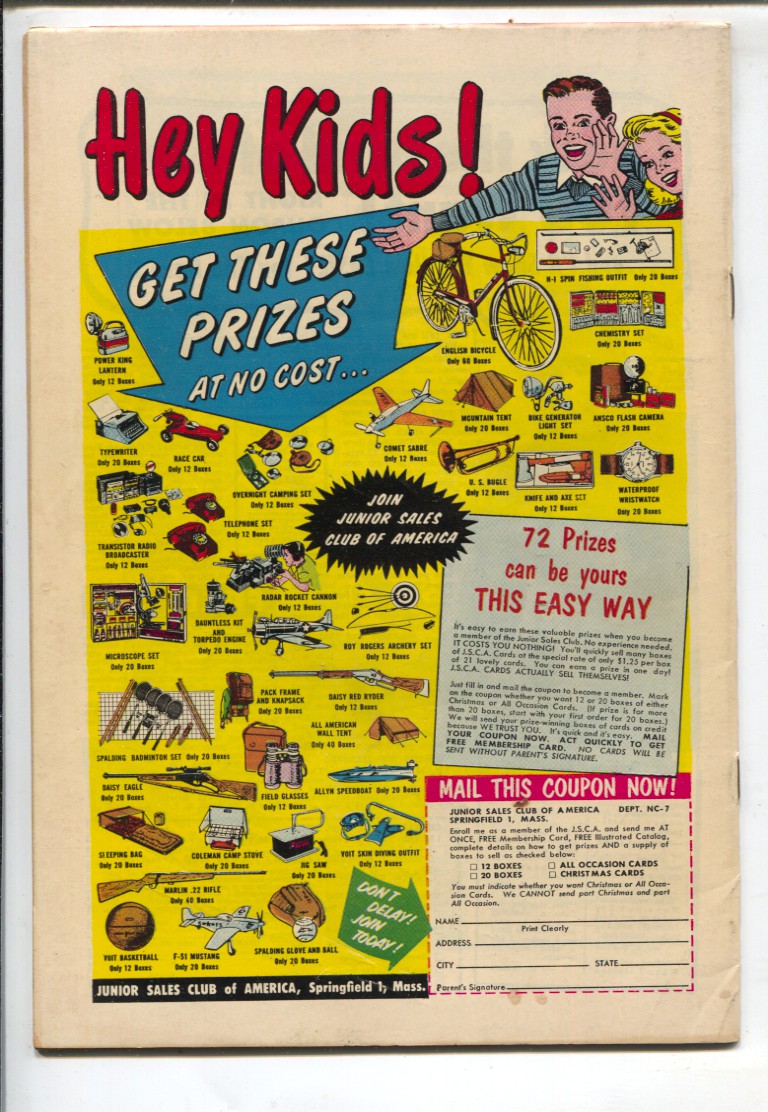 Hey Kids!
GET THESE
PRIZES
AT NO COST...
N-1 SPIN FISHING OUTFIT Only 20 Boxes
CHEMISTRY SET
Only 20 Boxes
ENGLISH BICYCLE
Only 60 Boxes
POWER KING
LANTERN
Only 12 Boxes
MOUNTAIN TENT
Only 20 Boxes
BIKE GENERATOR
LIGHT SET
Only 12 Boxes
ANSCO FLASH CAMERA
Only 20 Boxes
TYPEWRITER
Only 20 Boxes
RACE CAR
Only 12 Boxes
COMET SABRE
Only 12 Boxes
OVERNIGHT CAMPING SET
Only 12 Boxes
U. S. BUGLE
Only 12 Boxes
KNIFE AND AXE SET
Only 12 Boxes
WATERPROOF
WRISTWATCH
Only 20 Boxes
JOIN
JUNIOR SALES
CLUB OF AMERICA
TRANSISTOR RADIO
BROADCASTER
Only 12 Boxes
TELEPHONE SET
Only 12 Boxes
RADAR ROCKET CANNON
Only 12 Boxes
MICROSCOPE SET
Only 20 Boxes
DAUNTLESS KIT
AND
TORPEDO ENGINE
Only 20 Boxes
ROY ROGERS ARCHERY SET
Only 12 Boxes
72 Prizes
can be yours
THIS EASY WAY
It's easy to earn these valuable prizes when you become
a member of the Junior Sales Club. No experience needed.
IT COSTS YOU NOTHING! You'll quickly sell many boxes
of J.S.C.A. Cards at the special rate of only $1.25 per box
of 21 lovely cards. You can earn a prize in one day!
J.S.C.A. CARDS ACTUALLY SELL THEMSELVES!
Just fill in and mail the coupon to become a member. Mark
on the coupon whether you want 12 or 20 boxes of either
Christmas or All Occasion Cards. (If prize is for more
than 20 boxes, start with your first order for 20 boxes.)
We will send your prize-winning boxes of cards on credit
because WE TRUST YOU. It's quick and it's easy. MAIL
YOUR COUPON NOW. ACT QUICKLY TO GET
FREE MEMBERSHIP CARD. NO CARDS WILL BE
SENT WITHOUT PARENT'S SIGNATURE.
PACK FRAME
AND KNAPSACK
Only 20 Boxes
DAISY RED RYDER
Only 12 Boxes
ALL AMERICAN
WALL TENT
Only 40 Boxes
SPALDING BADMINTON SET Only 20 Boxes
DAISY EAGLE
Only 20 Boxes
FIELD GLASSES
Only 12 Boxes
ALLYN SPEEDBOAT Only 20 Boxes
SLEEPING BAG
Only 20 Boxes
COLEMAN CAMP STOVE
Only 20 Boxes
JIG SAW
Only 20 Boxes
VOIT SKIN DIVING OUTFIT
Only 12 Boxes
MARLIN .22 RIFLE
Only 40 Boxes
VOIT BASKETBALL
Only 12 Boxes
F-51 MUSTANG
Only 20 Boxes
SPALDING GLOVE AND BALL
Only 20 Boxes
DON'T
DELAY!
JOIN
TODAY!
JUNIOR SALES CLUB of AMERICA, Springfield 1, Mass.
MAIL THIS COUPON NOW!
JUNIOR SALES CLUB OF AMERICA DEPT. NC-7
SPRINGFIELD 1, MASS.
Enroll me as a member of the J.S.C.A. and send me AT
ONCE, FREE Membership Card, FREE Illustrated Catalog,
complete details on how to get prizes AND a supply of
boxes to sell as checked below:
☐ 12 BOXES ☐ ALL OCCASION CARDS
☐ 20 BOXES ☐ CHRISTMAS CARDS
You must indicate whether you want Christmas or All Occa-
sion Cards. We CANNOT send part Christmas and part
All Occasion.
NAME
Print Clearly
ADDRESS
CITY STATE
Parent's Signature